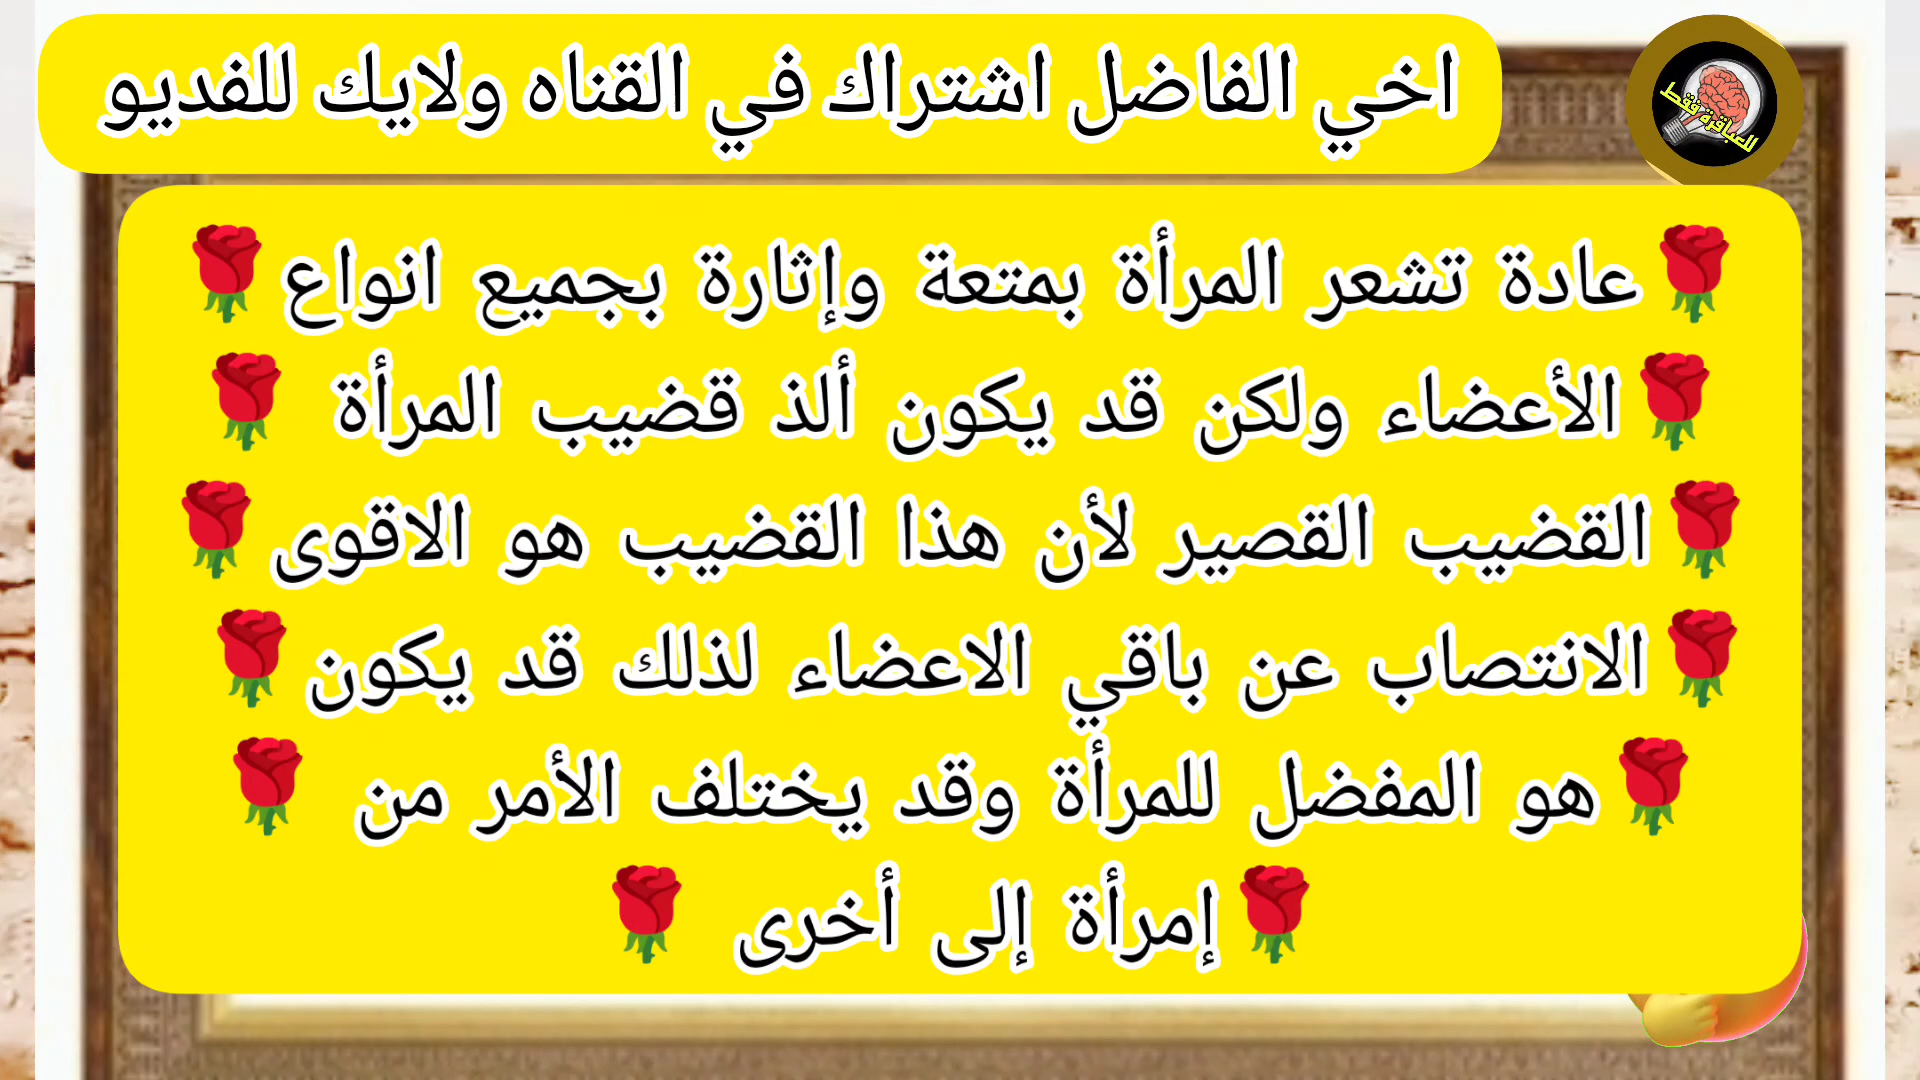 اخي الفاضل اشتراك في القناه ولايك للفديو
للعباقرة فقط
🌹عادة تشعر المرأة بمتعة وإثارة بجميع انواع🌹
🌹الأعضاء ولكن قد يكون ألذ قضيب المرأة 🌹
🌹القضيب القصير لأن هذا القضيب هو الاقوى🌹
🌹الانتصاب عن باقي الاعضاء لذلك قد يكون🌹
🌹هو المفضل للمرأة وقد يختلف الأمر من 🌹
🌹إمرأة إلى أخرى 🌹